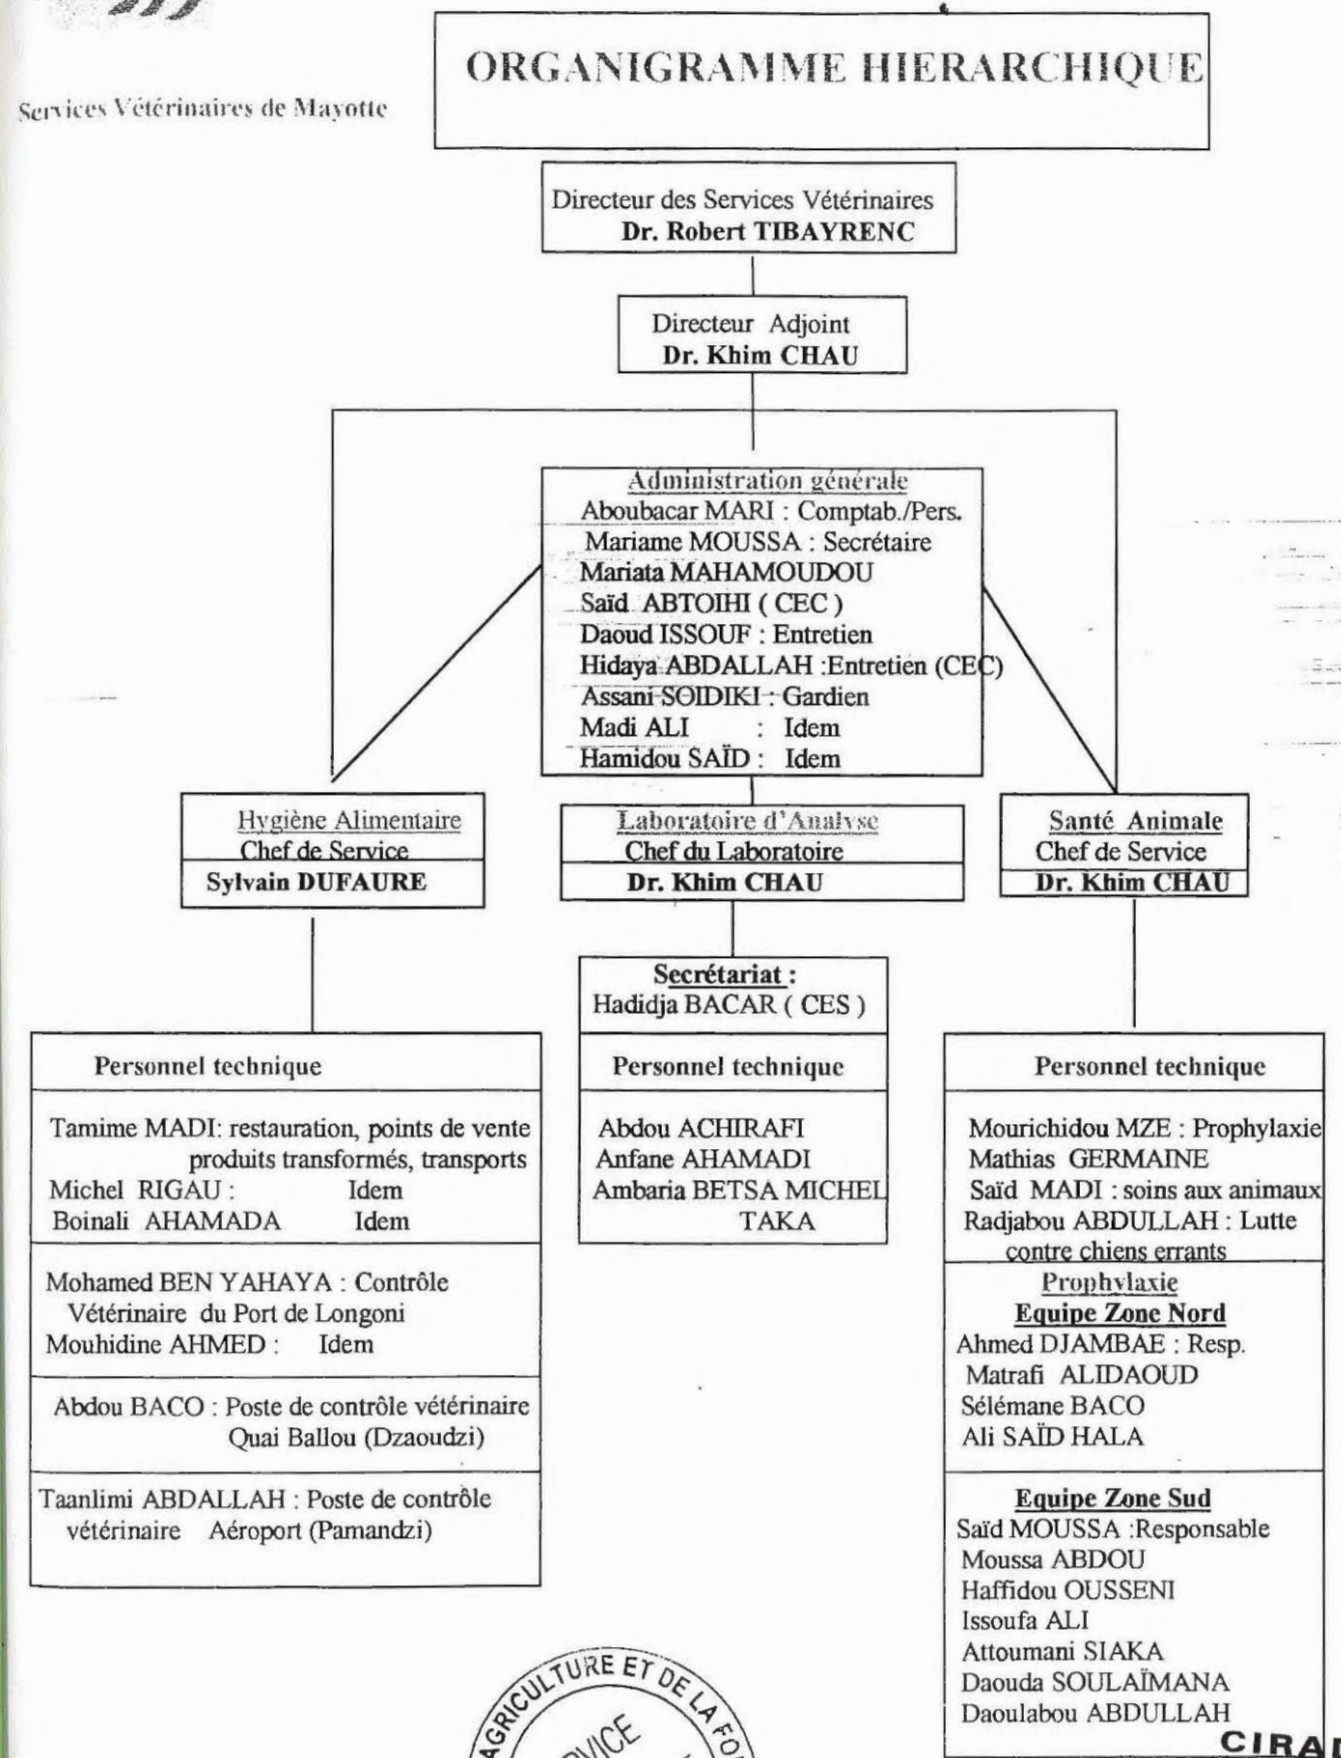 ORGANIGRAMME HIERARCHIQUE
Services Vétérinaires de Mayotte
Directeur des Services Vétérinaires
Dr. Robert TIBAYRENC
Directeur Adjoint
Dr. Khim CHAU
Administration générale
Aboubacar MARI : Comptab./Pers.
Mariame MOUSSA : Secrétaire
Mariata MAHAMOUDOU
Saïd ABTOIHI ( CEC )
Daoud ISSOUF : Entretien
Hidaya ABDALLAH :Entretien (CEC)
Assani SOIDIKI : Gardien
Madi ALI : Idem
Hamidou SAÏD : Idem
Hygiène Alimentaire
Chef de Service
Sylvain DUFAURE
Laboratoire d'Analyse
Chef du Laboratoire
Dr. Khim CHAU
Santé Animale
Chef de Service
Dr. Khim CHAU
Personnel technique
Tamime MADI: restauration, points de vente
produits transformés, transports
Michel RIGAU : Idem
Boinali AHAMADA Idem
Mohamed BEN YAHAYA : Contrôle
Vétérinaire du Port de Longoni
Mouhidine AHMED : Idem
Abdou BACO : Poste de contrôle vétérinaire
Quai Ballou (Dzaoudzi)
Taanlimi ABDALLAH : Poste de contrôle
vétérinaire Aéroport (Pamandzi)
Secrétariat :
Hadidja BACAR ( CES )
Personnel technique
Abdou ACHIRAFI
Anfane AHAMADI
Ambaria BETSA MICHEL
TAKA
Personnel technique
Mourichidou MZE : Prophylaxie
Mathias GERMAINE
Saïd MADI : soins aux animaux
Radjabou ABDULLAH : Lutte
contre chiens errants
Prophylaxie
Equipe Zone Nord
Ahmed DJAMBAE : Resp.
Matrafi ALIDAOUD
Sélémane BACO
Ali SAÏD HALA
Equipe Zone Sud
Saïd MOUSSA :Responsable
Moussa ABDOU
Haffidou OUSSENI
Issoufa ALI
Attoumani SIAKA
Daouda SOULAÏMANA
Daoulabou ABDULLAH
AGRICULTURE ET DE LA FO
CIRA